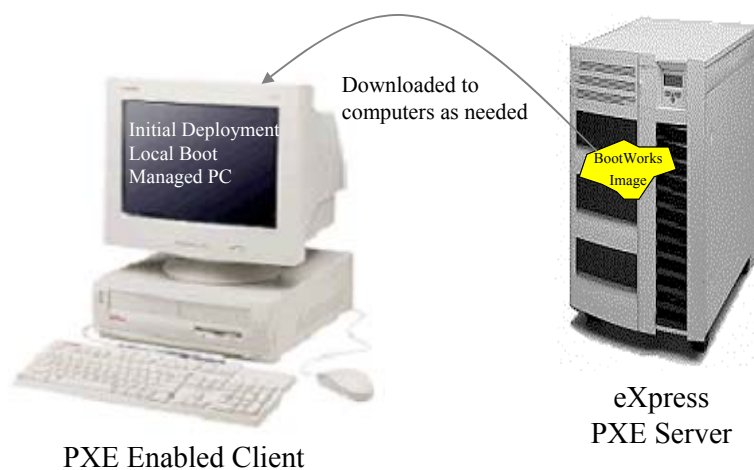 Downloaded to
computers as needed
Initial Deployment
Local Boot
Managed PC
BootWorks
Image
eXpress
PXE Server
PXE Enabled Client